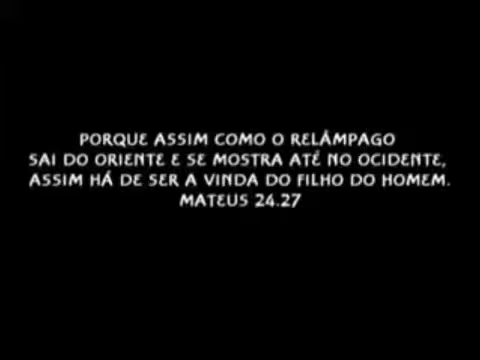 PORQUE ASSIM COMO O RELÂMPAGO
SAI DO ORIENTE E SE MOSTRA ATÉ NO OCIDENTE,
ASSIM HÁ DE SER A VINDA DO FILHO DO HOMEM.
MATEUS 24.27